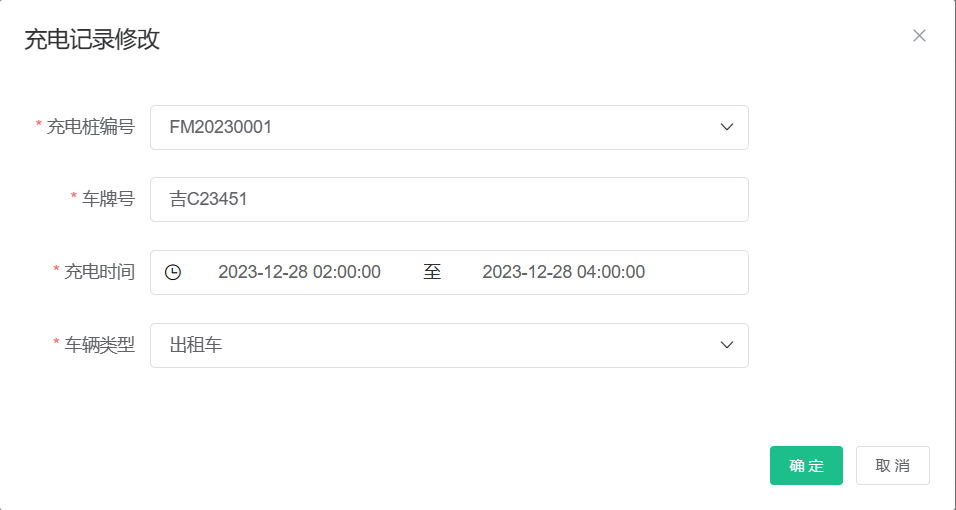 充电记录修改
* 充电桩编号 FM20230001
* 车牌号 吉C23451
* 充电时间 2023-12-28 02:00:00 至 2023-12-28 04:00:00
* 车辆类型 出租车
确定 取消